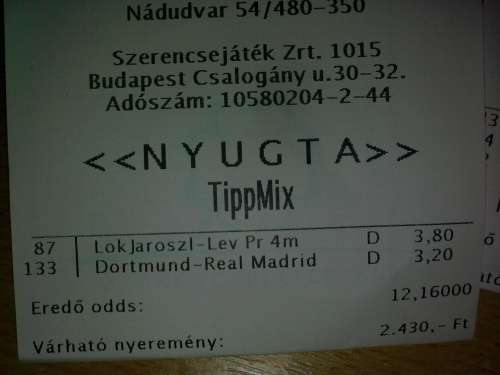 Nádudvar 54/480-350
Szerencsejáték Zrt. 1015
Budapest Csalogány u.30-32.
Adószám: 10580204-2-44
<<NYUGTA>>
TippMix
87 LokJaroszl-Lev Pr 4m D 3,80
133 Dortmund-Real Madrid D 3,20
Eredő odds: 12,16000
Várható nyeremény: 2.430,- Ft